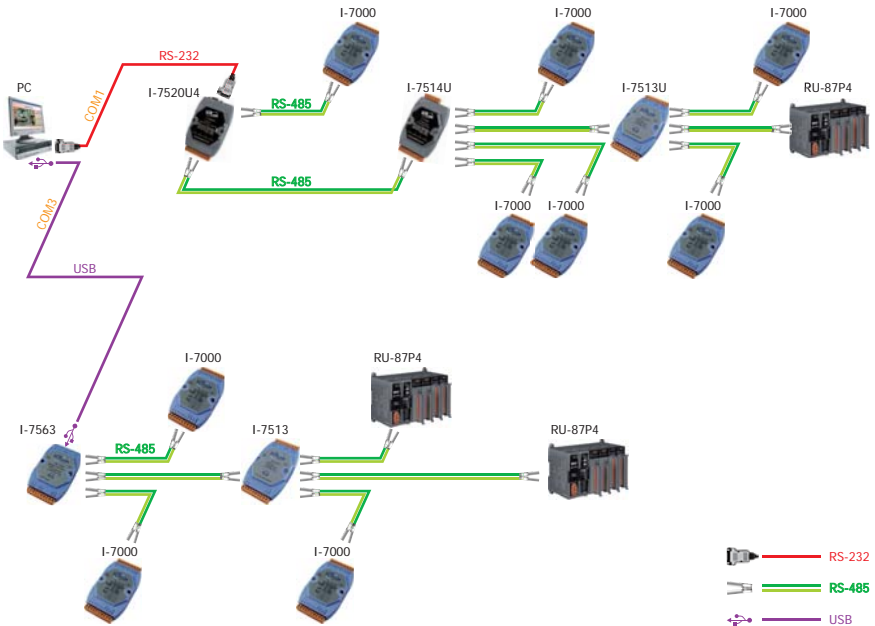 I-7000
I-7000
I-7000
RS-232
PC
I-7520U4
I-7514U
I-7513U
RU-87P4
COM1
RS-485
RS-485
COM3
I-7000
I-7000
I-7000
USB
I-7000
RU-87P4
I-7563
RS-485
I-7513
RU-87P4
I-7000
I-7000
RS-232
RS-485
USB